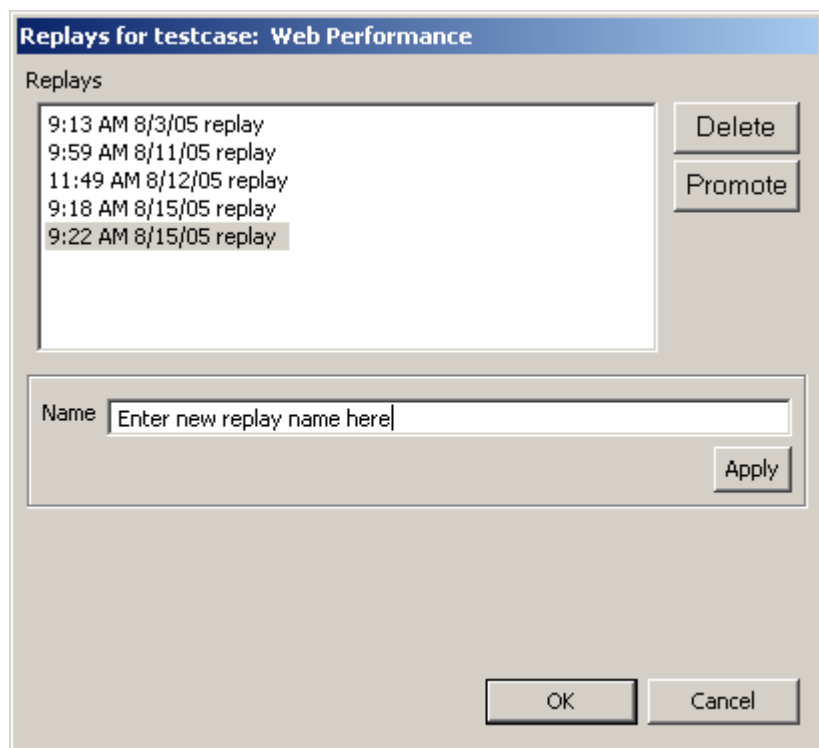 Replays for testcase: Web Performance
Replays
9:13 AM 8/3/05 replay
9:59 AM 8/11/05 replay
11:49 AM 8/12/05 replay
9:18 AM 8/15/05 replay
9:22 AM 8/15/05 replay
Delete
Promote
Name Enter new replay name here
Apply
OK Cancel